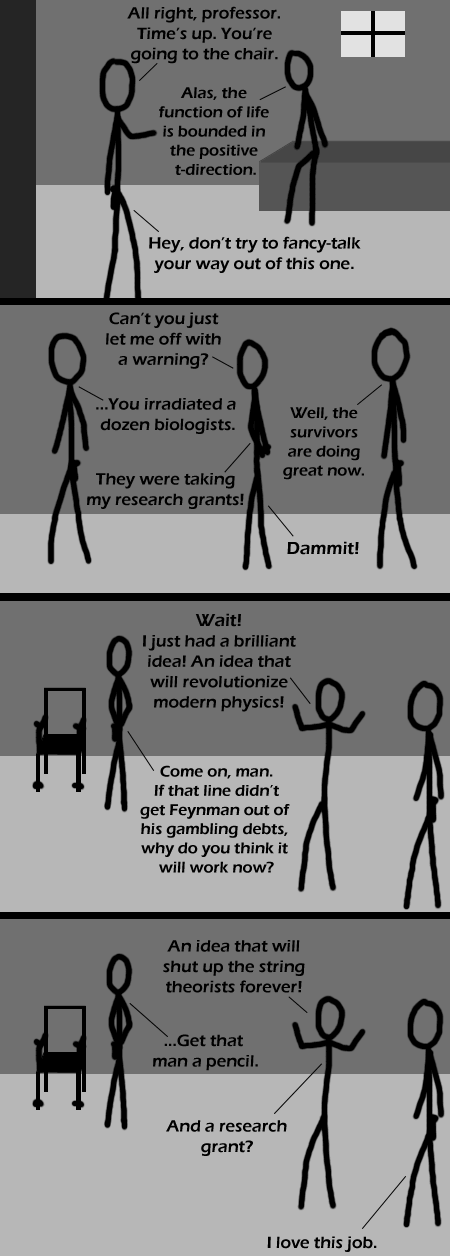 All right, professor.
Time's up. You're
going to the chair.
Alas, the
function of life
is bounded in
the positive
t-direction.
Hey, don't try to fancy-talk
your way out of this one.
Can't you just
let me off with
a warning?
...You irradiated a
dozen biologists.
Well, the
survivors
are doing
great now.
They were taking
my research grants!
Dammit!
Wait!
I just had a brilliant
idea! An idea that
will revolutionize
modern physics!
Come on, man.
If that line didn't
get Feynman out of
his gambling debts,
why do you think it
will work now?
An idea that will
shut up the string
theorists forever!
...Get that
man a pencil.
And a research
grant?
I love this job.